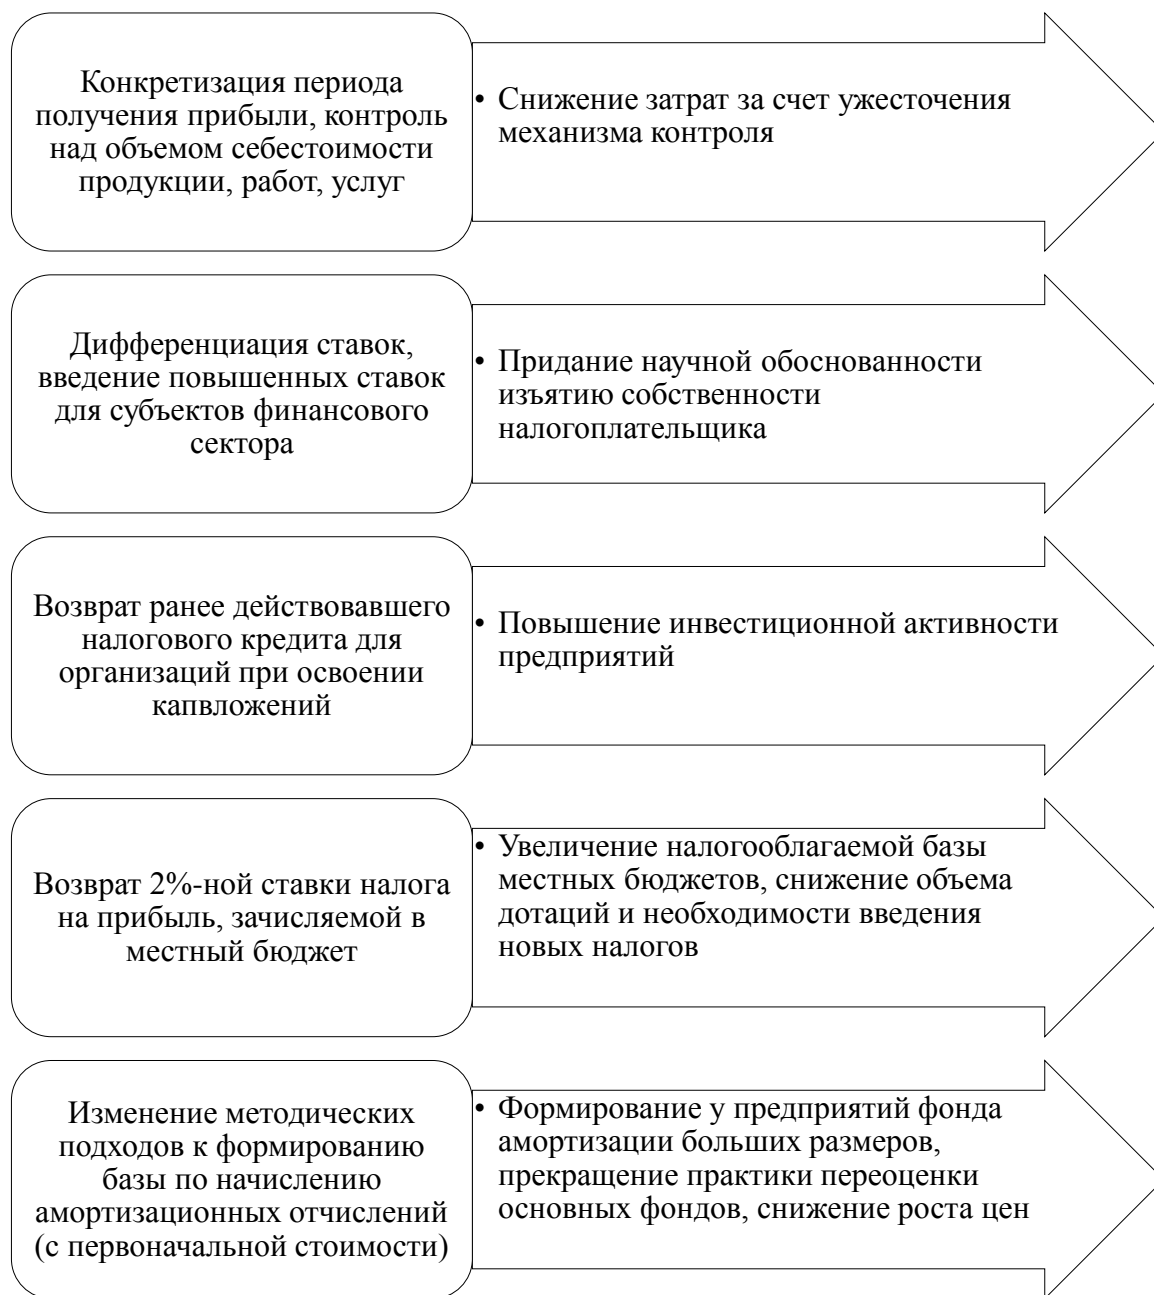 Конкретизация периода
получения прибыли, контроль
над объемом себестоимости
продукции, работ, услуг
• Снижение затрат за счет ужесточения
механизма контроля
Дифференциация ставок,
введение повышенных ставок
для субъектов финансового
сектора
• Придание научной обоснованности
изъятию собственности
налогоплательщика
Возврат ранее действовавшего
налогового кредита для
организаций при освоении
капвложений
• Повышение инвестиционной активности
предприятий
Возврат 2%-ной ставки налога
на прибыль, зачисляемой в
местный бюджет
• Увеличение налогооблагаемой базы
местных бюджетов, снижение объема
дотаций и необходимости введения
новых налогов
Изменение методических
подходов к формированию
базы по начислению
амортизационных отчислений
(с первоначальной стоимости)
• Формирование у предприятий фонда
амортизации больших размеров,
прекращение практики переоценки
основных фондов, снижение роста цен